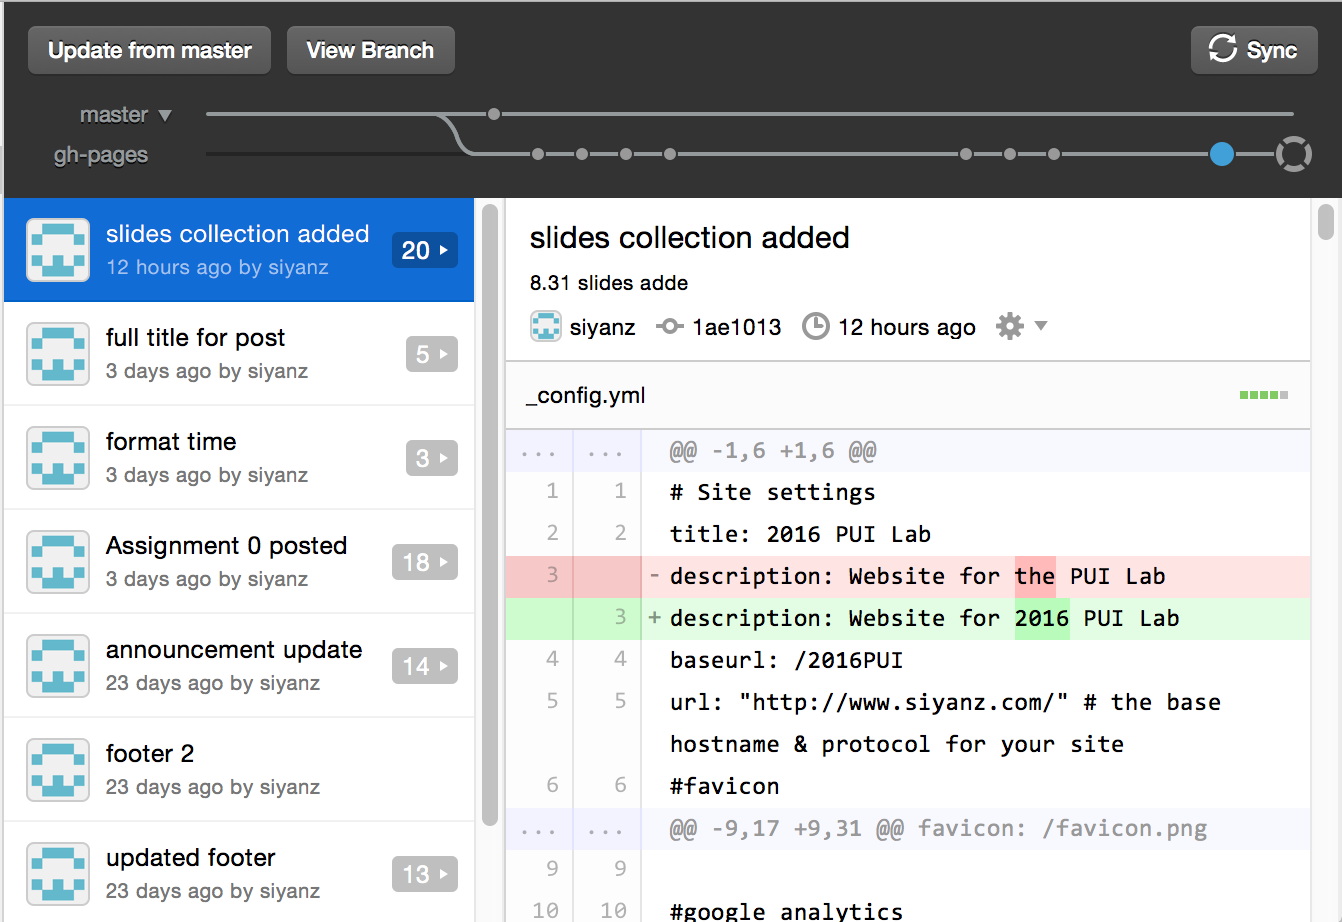 Update from master
View Branch
Sync
master ▼
gh-pages
slides collection added
12 hours ago by siyanz
20
full title for post
3 days ago by siyanz
5
format time
3 days ago by siyanz
3
Assignment 0 posted
3 days ago by siyanz
18
announcement update
23 days ago by siyanz
14
footer 2
23 days ago by siyanz
updated footer
23 days ago by siyanz
13
slides collection added
8.31 slides adde
siyanz 1ae1013 12 hours ago
_config.yml
... ... @@ -1,6 +1,6 @@
1 1 # Site settings
2 2 title: 2016 PUI Lab
3 - description: Website for the PUI Lab
3 + description: Website for 2016 PUI Lab
4 4 baseurl: /2016PUI
5 5 url: "http://www.siyanz.com/" # the base
hostname & protocol for your site
6 6 #favicon
... ... @@ -9,17 +9,31 @@ favicon: /favicon.png
9 9
10 10 #google analytics